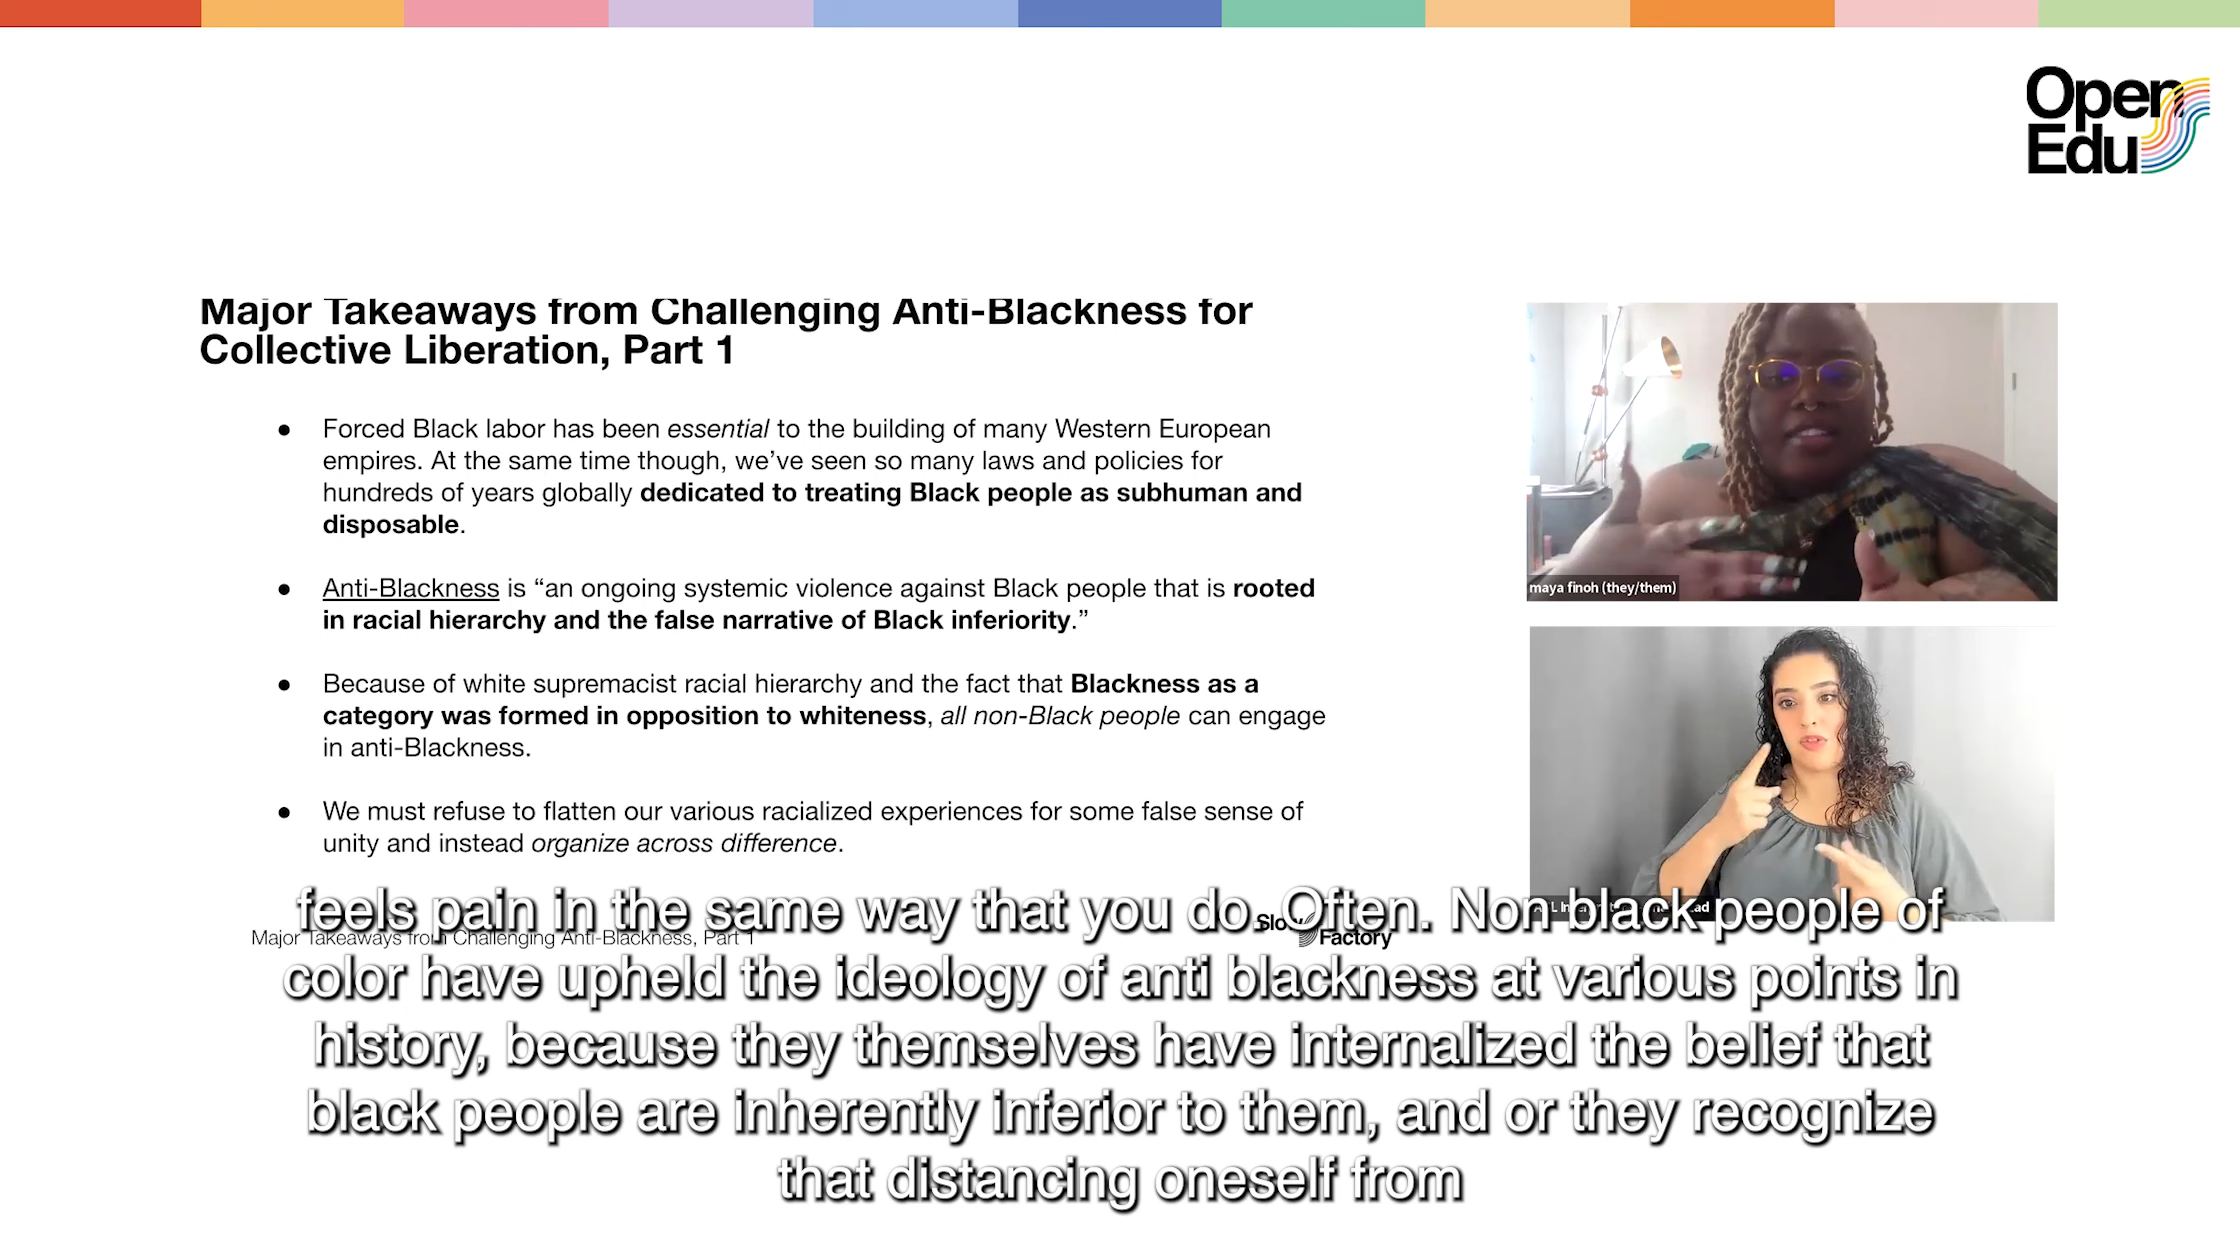 Open
Edu
Major Takeaways from Challenging Anti-Blackness for
Collective Liberation, Part 1
● Forced Black labor has been essential to the building of many Western European
empires. At the same time though, we’ve seen so many laws and policies for
hundreds of years globally dedicated to treating Black people as subhuman and
disposable.
● Anti-Blackness is “an ongoing systemic violence against Black people that is rooted
in racial hierarchy and the false narrative of Black inferiority.”
● Because of white supremacist racial hierarchy and the fact that Blackness as a
category was formed in opposition to whiteness, all non-Black people can engage
in anti-Blackness.
● We must refuse to flatten our various racialized experiences for some false sense of
unity and instead organize across difference.
maya finoh (they/them)
Major Takeaways from Challenging Anti-Blackness, Part 1
Slow
Factory
feels pain in the same way that you do. Often. Non black people of
color have upheld the ideology of anti blackness at various points in
history, because they themselves have internalized the belief that
black people are inherently inferior to them, and or they recognize
that distancing oneself from